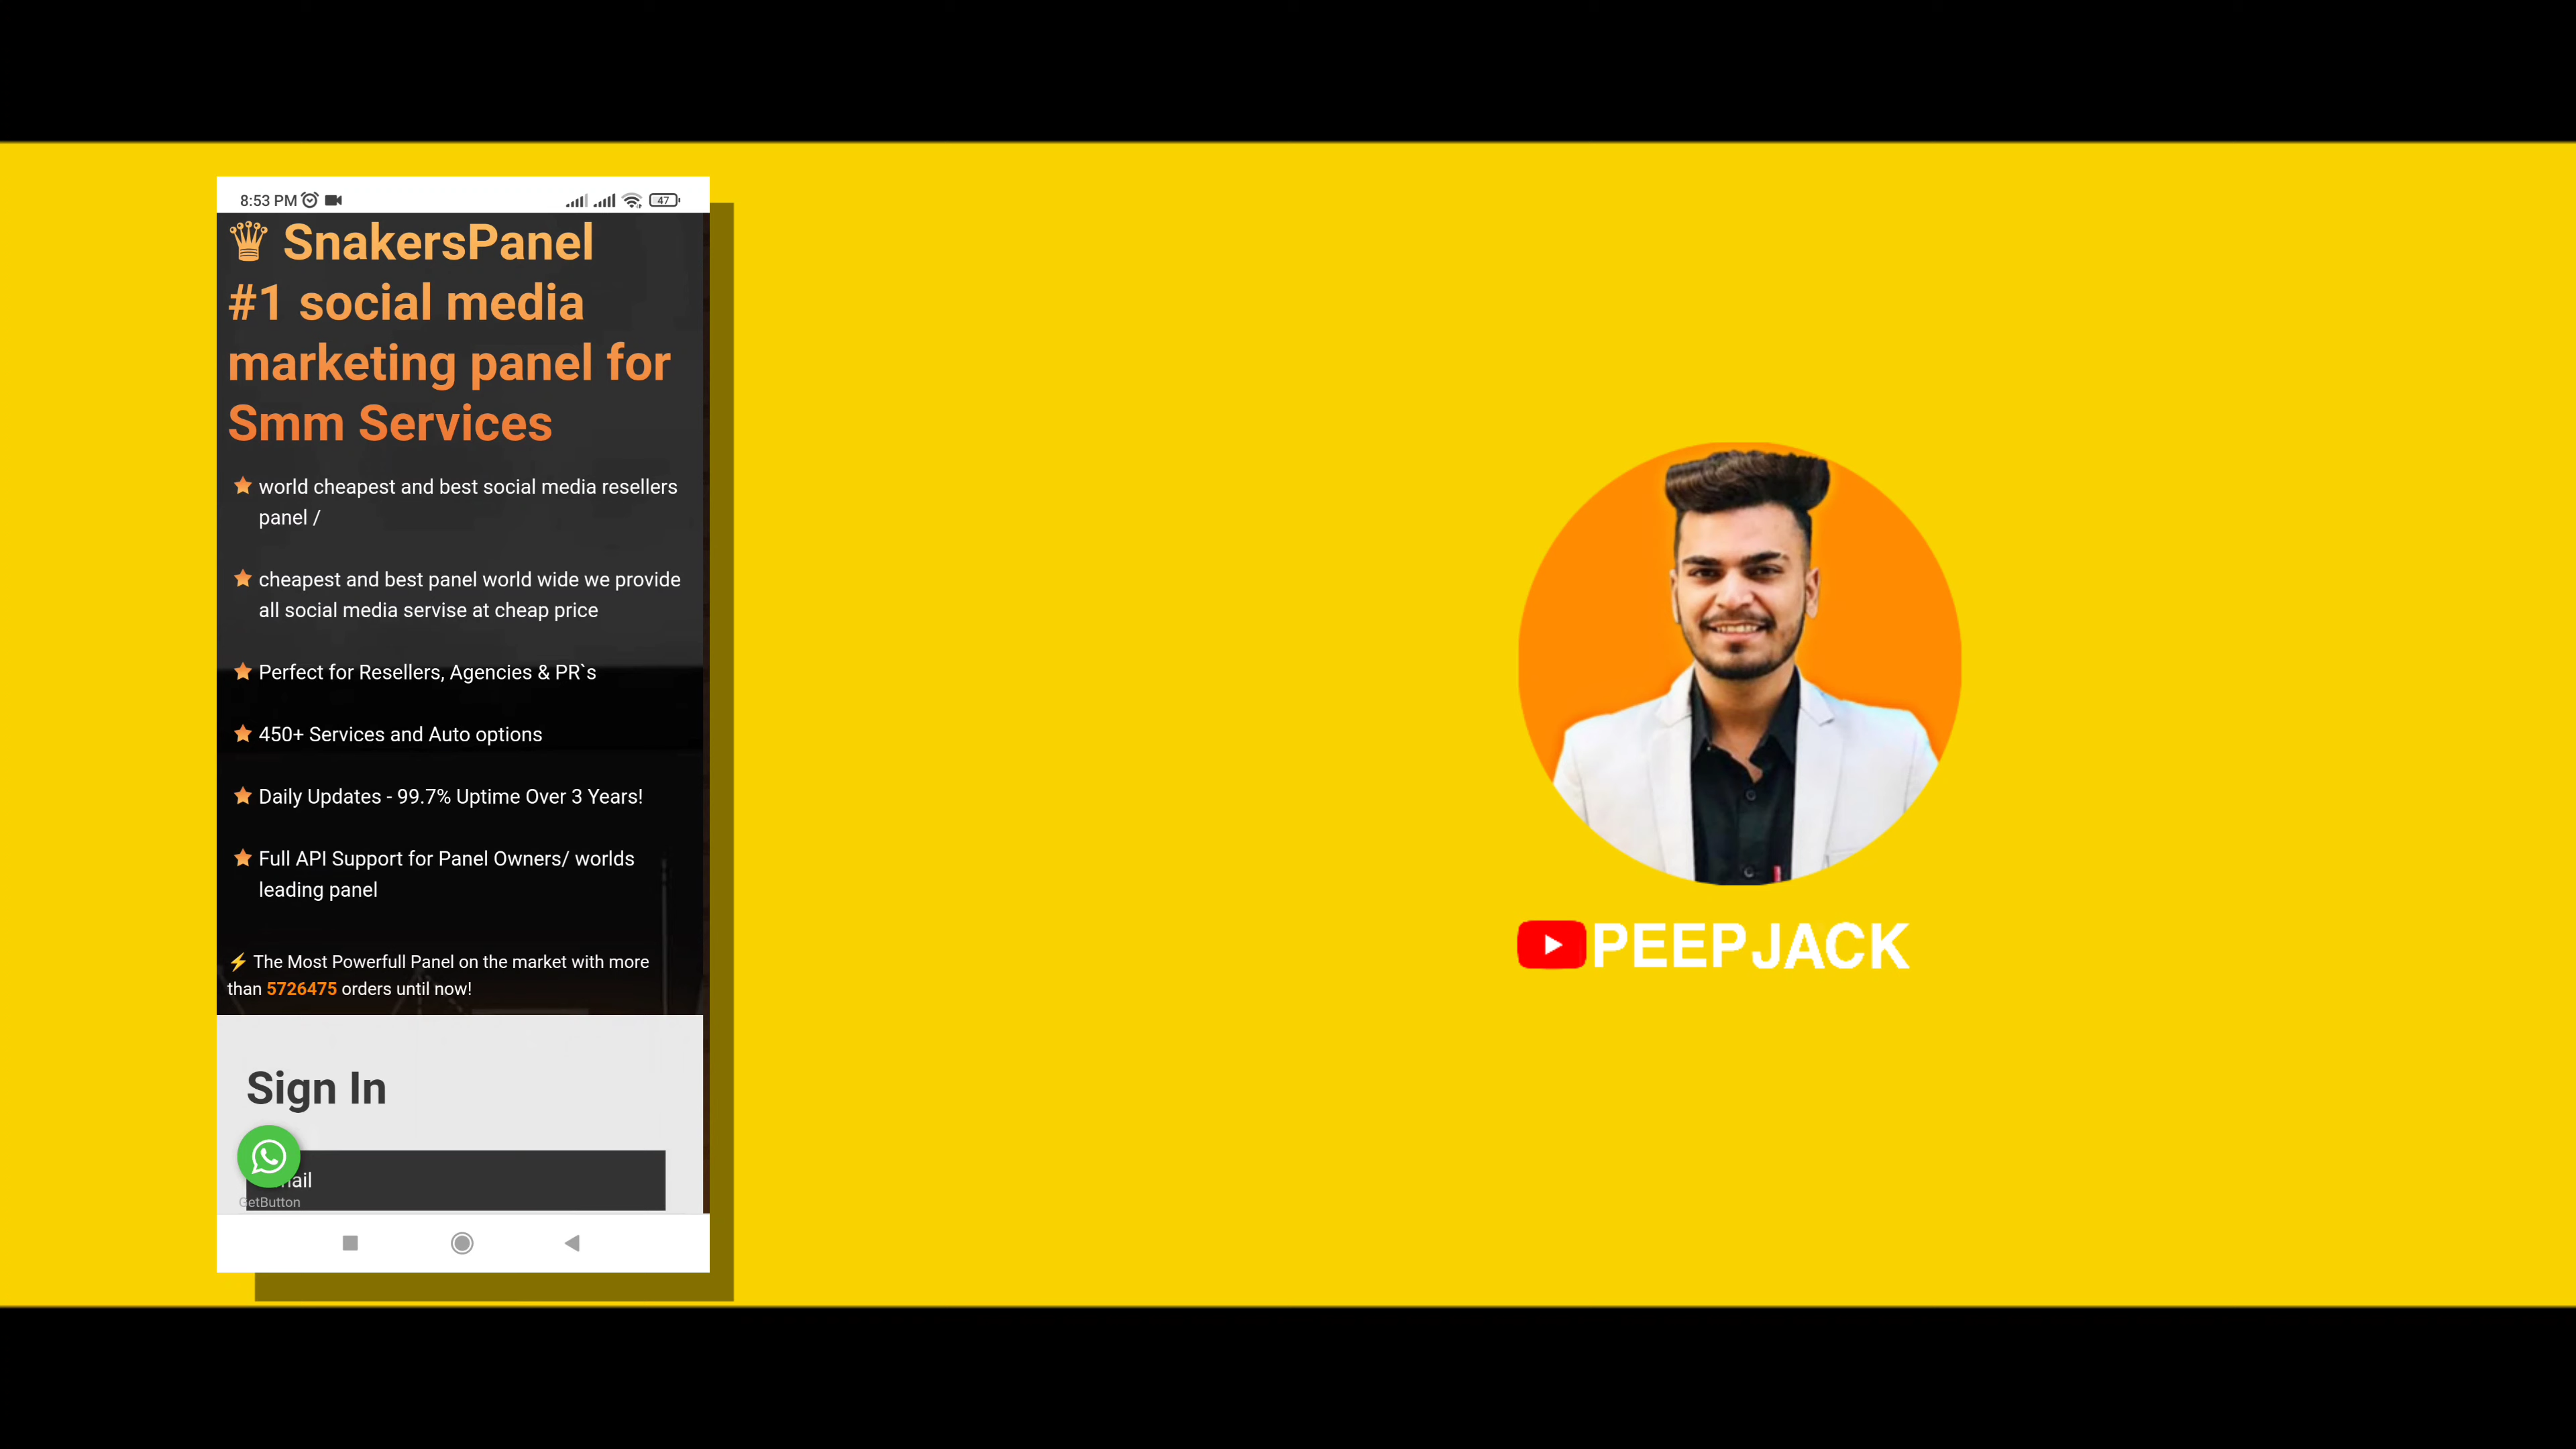 8:53 PM
47
SnakersPanel
#1 social media
marketing panel for
Smm Services
world cheapest and best social media resellers
panel /
cheapest and best panel world wide we provide
all social media servise at cheap price
Perfect for Resellers, Agencies & PR`s
450+ Services and Auto options
Daily Updates - 99.7% Uptime Over 3 Years!
Full API Support for Panel Owners/ worlds
leading panel
The Most Powerfull Panel on the market with more
than 5726475 orders until now!
Sign In
ail
GetButton
PEEPJACK